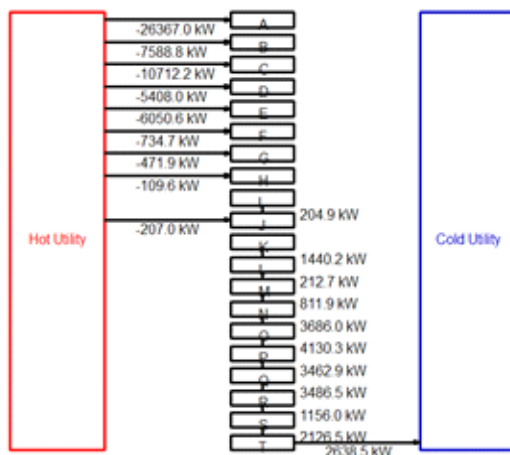 A
-26367.0 kW
B
-7588.8 kW
C
-10712.2 kW
D
-5408.0 kW
E
-6050.6 kW
F
-734.7 kW
G
-471.9 kW
H
-109.6 kW
I
J
204.9 kW
-207.0 kW
Hot Utility
Cold Utility
K
1440.2 kW
L
212.7 kW
M
811.9 kW
N
3686.0 kW
O
4130.3 kW
P
3462.9 kW
Q
3486.5 kW
R
1156.0 kW
S
2126.5 kW
T
2638.5 kW